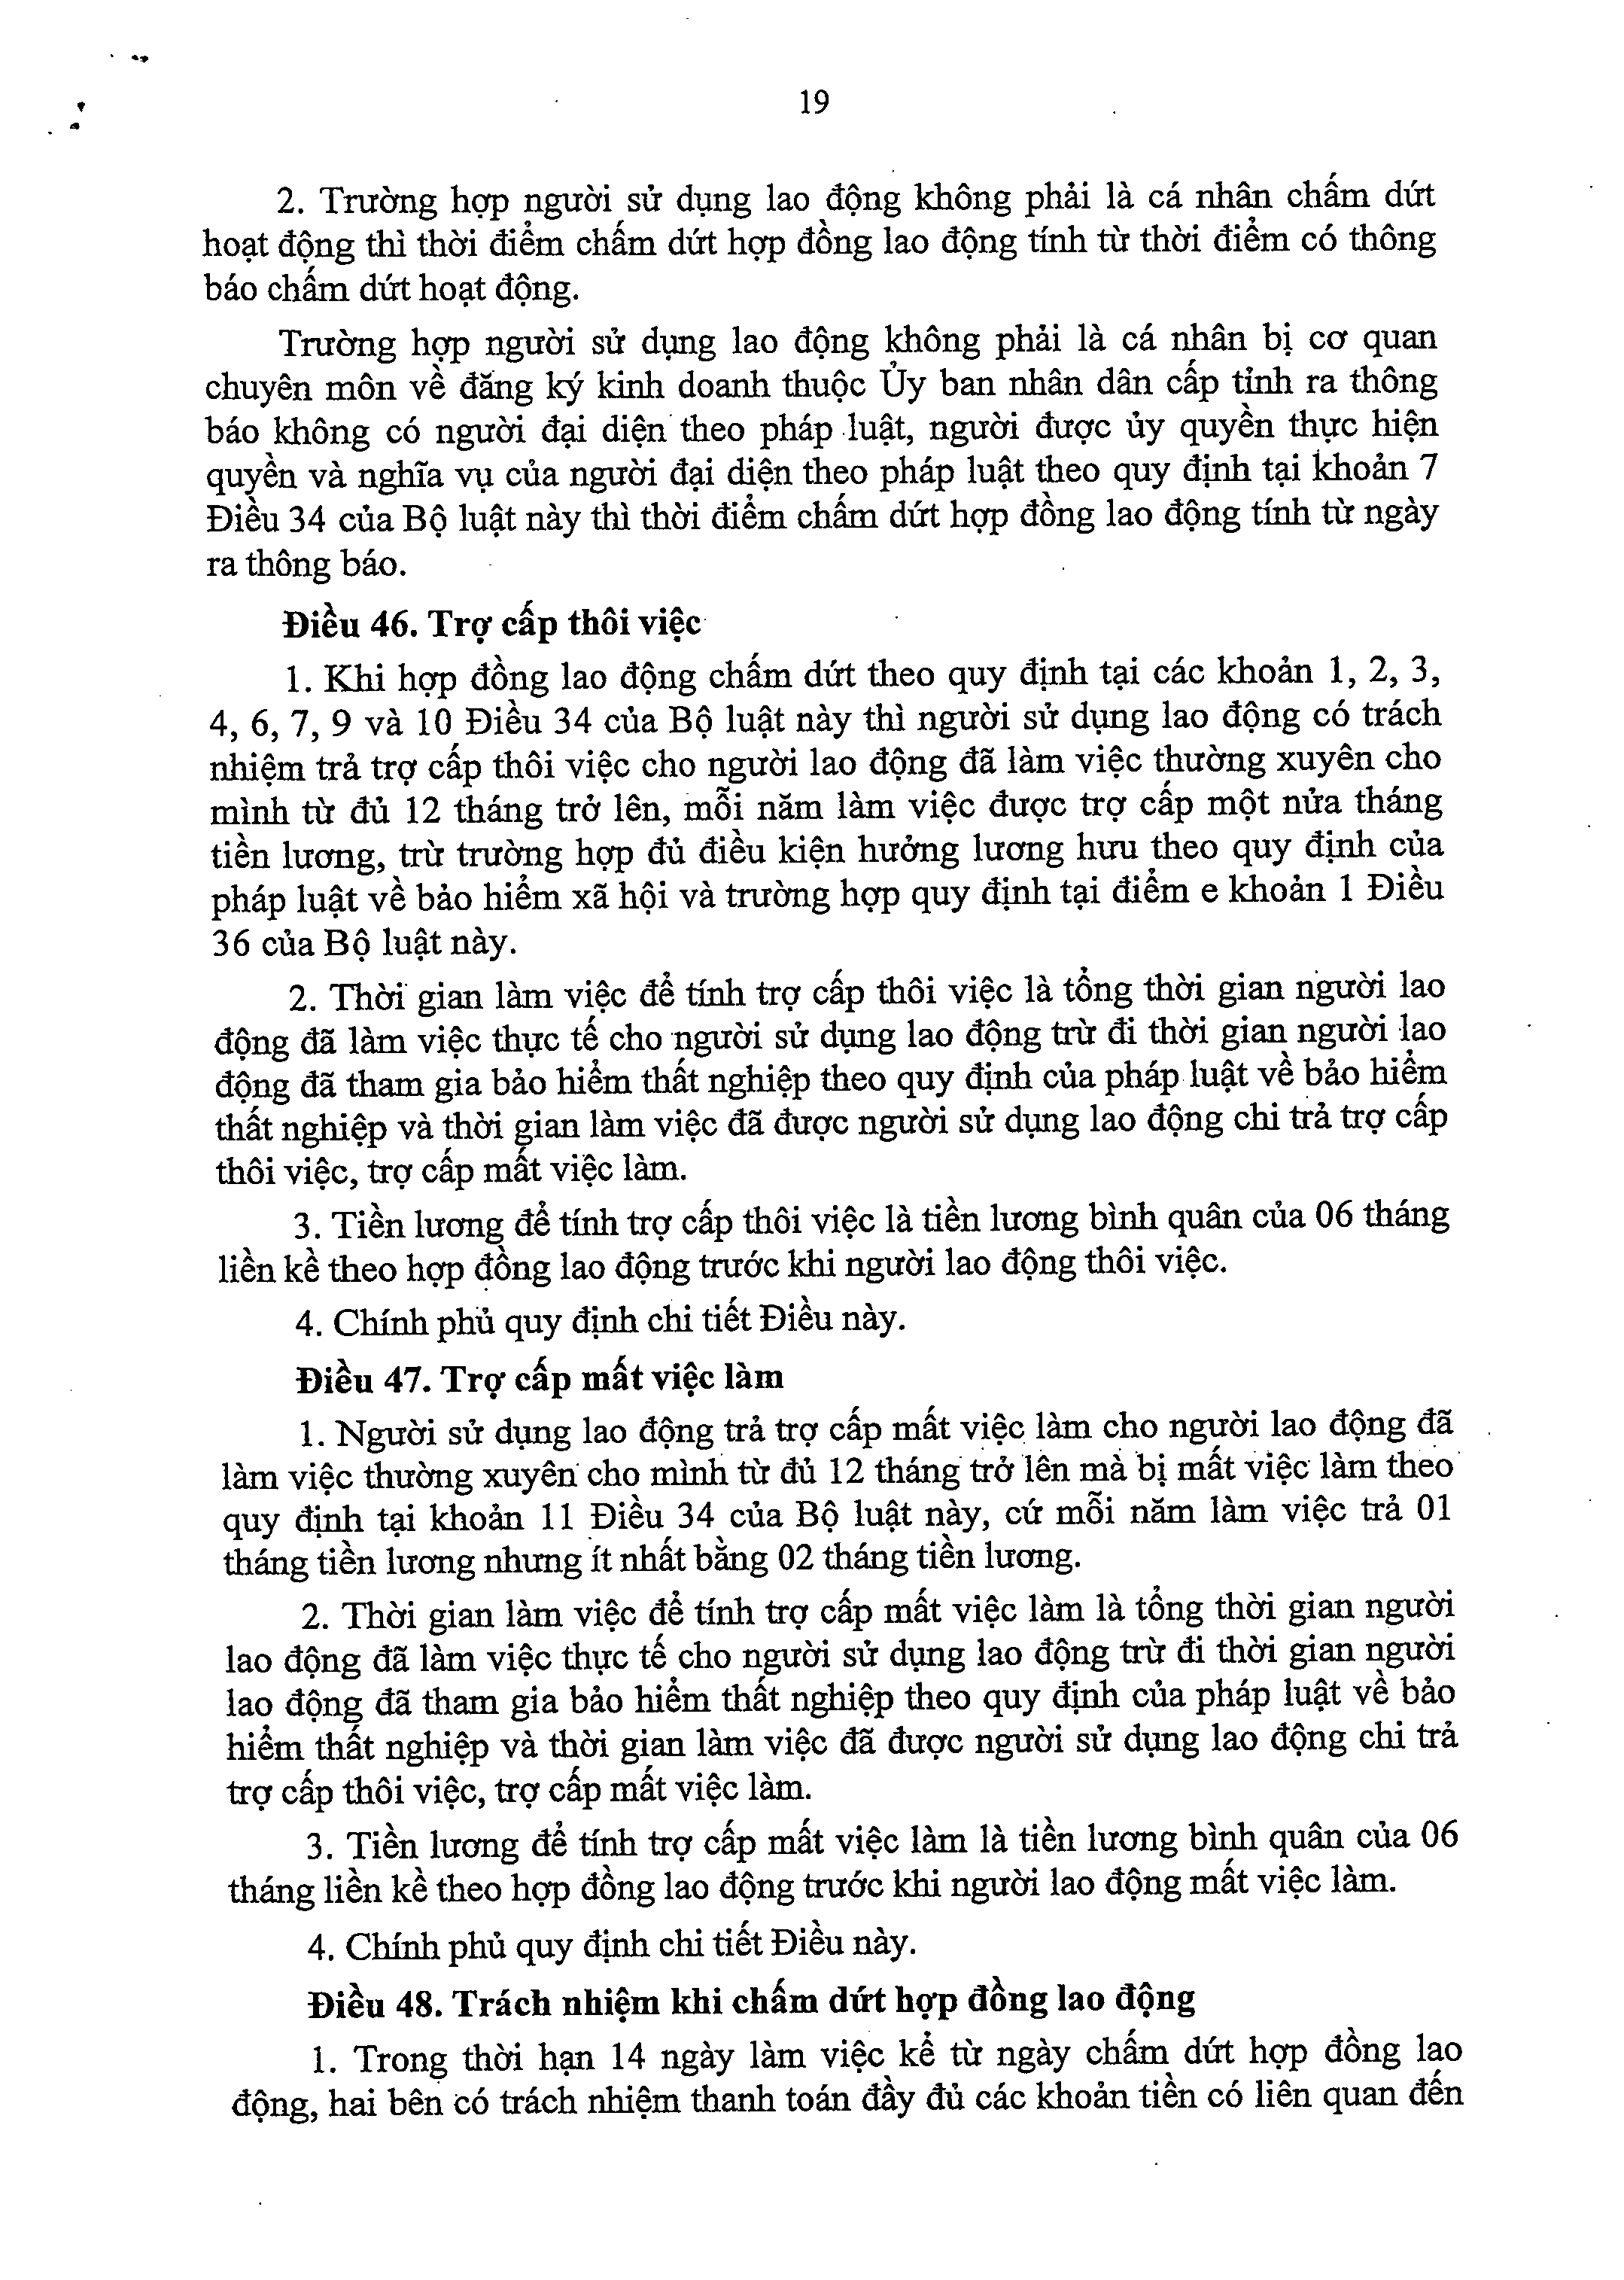 19
2. Trường hợp người sử dụng lao động không phải là cá nhân chấm dứt
hoạt động thì thời điểm chấm dứt hợp đồng lao động tính từ thời điểm có thông
báo chấm dứt hoạt động.
Trường hợp người sử dụng lao động không phải là cá nhân bị cơ quan
chuyên môn về đăng ký kinh doanh thuộc Ủy ban nhân dân cấp tỉnh ra thông
báo không có người đại diện theo pháp luật, người được ủy quyền thực hiện
quyền và nghĩa vụ của người đại diện theo pháp luật theo quy định tại khoản 7
Điều 34 của Bộ luật này thì thời điểm chấm dứt hợp đồng lao động tính từ ngày
ra thông báo.
Điều 46. Trợ cấp thôi việc
1. Khi hợp đồng lao động chấm dứt theo quy định tại các khoản 1, 2, 3,
4, 6, 7, 9 và 10 Điều 34 của Bộ luật này thì người sử dụng lao động có trách
nhiệm trả trợ cấp thôi việc cho người lao động đã làm việc thường xuyên cho
mình từ đủ 12 tháng trở lên, mỗi năm làm việc được trợ cấp một nửa tháng
tiền lương, trừ trường hợp đủ điều kiện hưởng lương hưu theo quy định của
pháp luật về bảo hiểm xã hội và trường hợp quy định tại điểm e khoản 1 Điều
36 của Bộ luật này.
2. Thời gian làm việc để tính trợ cấp thôi việc là tổng thời gian người lao
động đã làm việc thực tế cho người sử dụng lao động trừ đi thời gian người lao
động đã tham gia bảo hiểm thất nghiệp theo quy định của pháp luật về bảo hiểm
thất nghiệp và thời gian làm việc đã được người sử dụng lao động chi trả trợ cấp
thôi việc, trợ cấp mất việc làm.
3. Tiền lương để tính trợ cấp thôi việc là tiền lương bình quân của 06 tháng
liền kề theo hợp đồng lao động trước khi người lao động thôi việc.
4. Chính phủ quy định chi tiết Điều này.
Điều 47. Trợ cấp mất việc làm
1. Người sử dụng lao động trả trợ cấp mất việc làm cho người lao động đã
làm việc thường xuyên cho mình từ đủ 12 tháng trở lên mà bị mất việc làm theo
quy định tại khoản 11 Điều 34 của Bộ luật này, cứ mỗi năm làm việc trả 01
tháng tiền lương nhưng ít nhất bằng 02 tháng tiền lương.
2. Thời gian làm việc để tính trợ cấp mất việc làm là tổng thời gian người
lao động đã làm việc thực tế cho người sử dụng lao động trừ đi thời gian người
lao động đã tham gia bảo hiểm thất nghiệp theo quy định của pháp luật về bảo
hiểm thất nghiệp và thời gian làm việc đã được người sử dụng lao động chi trả
trợ cấp thôi việc, trợ cấp mất việc làm.
3. Tiền lương để tính trợ cấp mất việc làm là tiền lương bình quân của 06
tháng liền kề theo hợp đồng lao động trước khi người lao động mất việc làm.
4. Chính phủ quy định chi tiết Điều này.
Điều 48. Trách nhiệm khi chấm dứt hợp đồng lao động
1. Trong thời hạn 14 ngày làm việc kể từ ngày chấm dứt hợp đồng lao
động, hai bên có trách nhiệm thanh toán đầy đủ các khoản tiền có liên quan đến